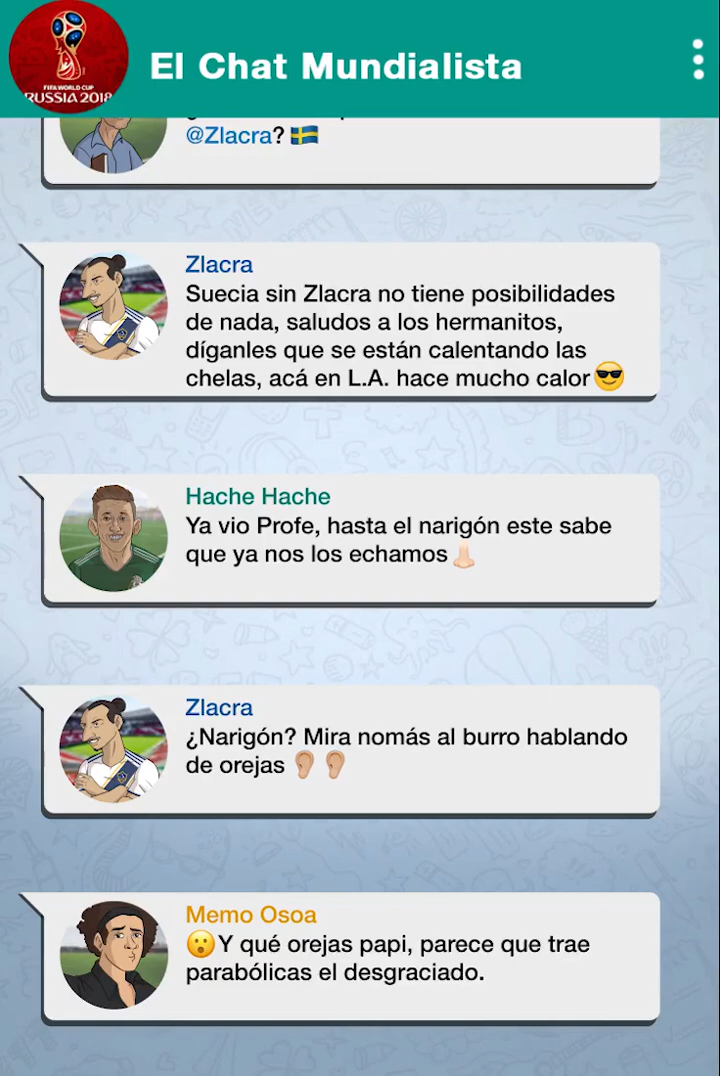 FIFA WORLD CUP
RUSSIA 2018
El Chat Mundialista
@Zlacra? 🇸🇪
Zlacra
Suecia sin Zlacra no tiene posibilidades
de nada, saludos a los hermanitos,
díganles que se están calentando las
chelas, acá en L.A. hace mucho calor😎
Hache Hache
Ya vio Profe, hasta el narigón este sabe
que ya nos los echamos👃🏻
Zlacra
¿Narigón? Mira nomás al burro hablando
de orejas 👂🏼 👂🏼
Memo Osoa
😮Y qué orejas papi, parece que trae
parabólicas el desgraciado.